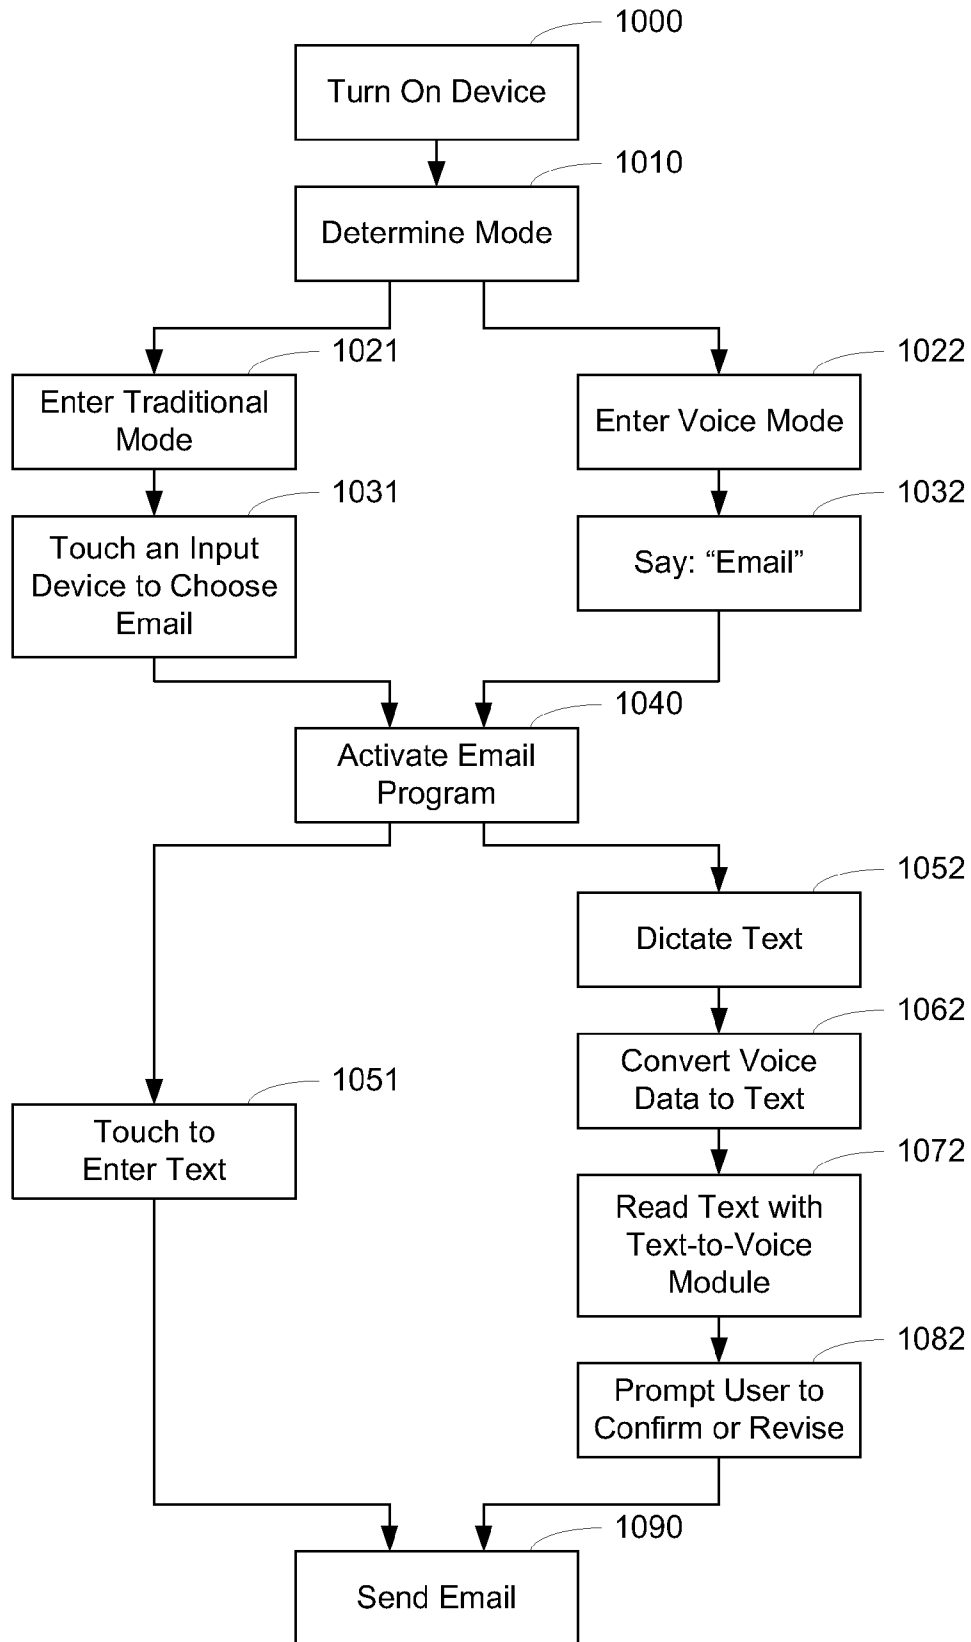 1000
Turn On Device
1010
Determine Mode
1021
Enter Traditional
Mode
1022
Enter Voice Mode
1031
Touch an Input
Device to Choose
Email
1032
Say: “Email”
1040
Activate Email
Program
1052
Dictate Text
1062
Convert Voice
Data to Text
1051
Touch to
Enter Text
1072
Read Text with
Text-to-Voice
Module
1082
Prompt User to
Confirm or Revise
1090
Send Email